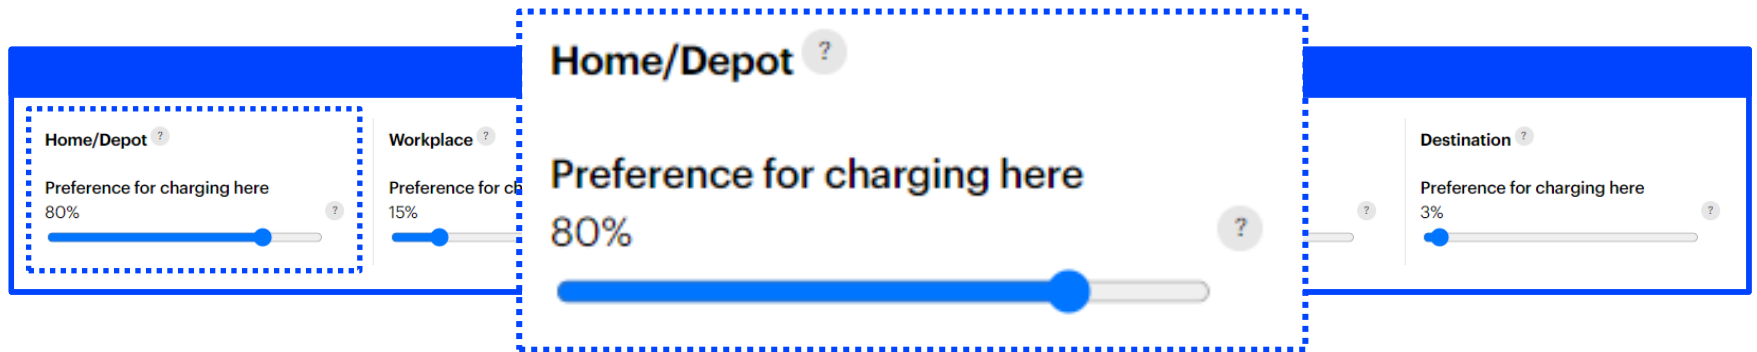 Home/Depot ?
Preference for charging here
80% ?
Workplace ?
Preference for ch
15%
Home/Depot ?
Preference for charging here
80% ?
?
Destination ?
Preference for charging here
3% ?